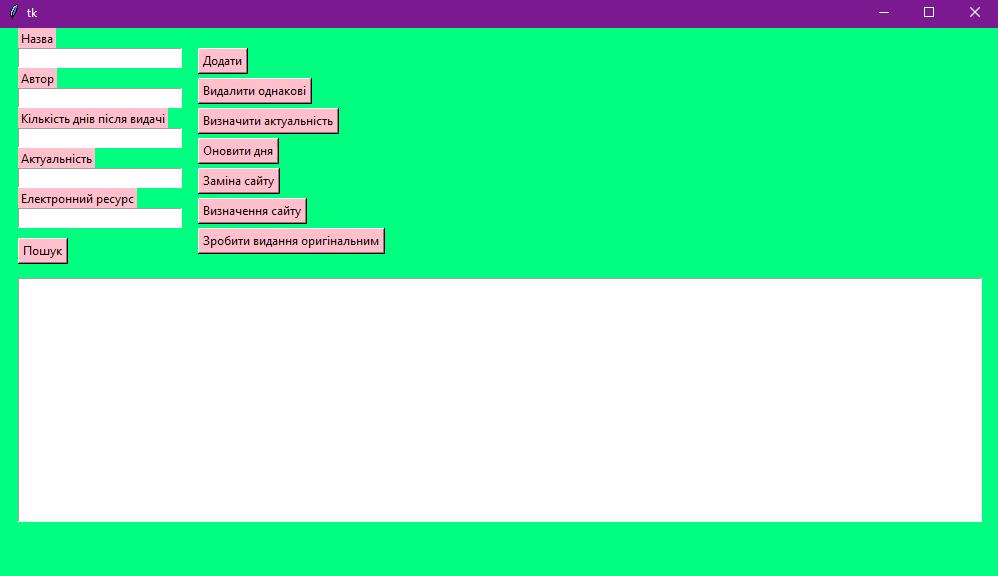 tk
Назва
Додати
Автор
Видалити однакові
Кількість днів після видачі
Визначити актуальність
Актуальність
Оновити дня
Заміна сайту
Електронний ресурс
Визначення сайту
Зробити видання оригінальним
Пошук